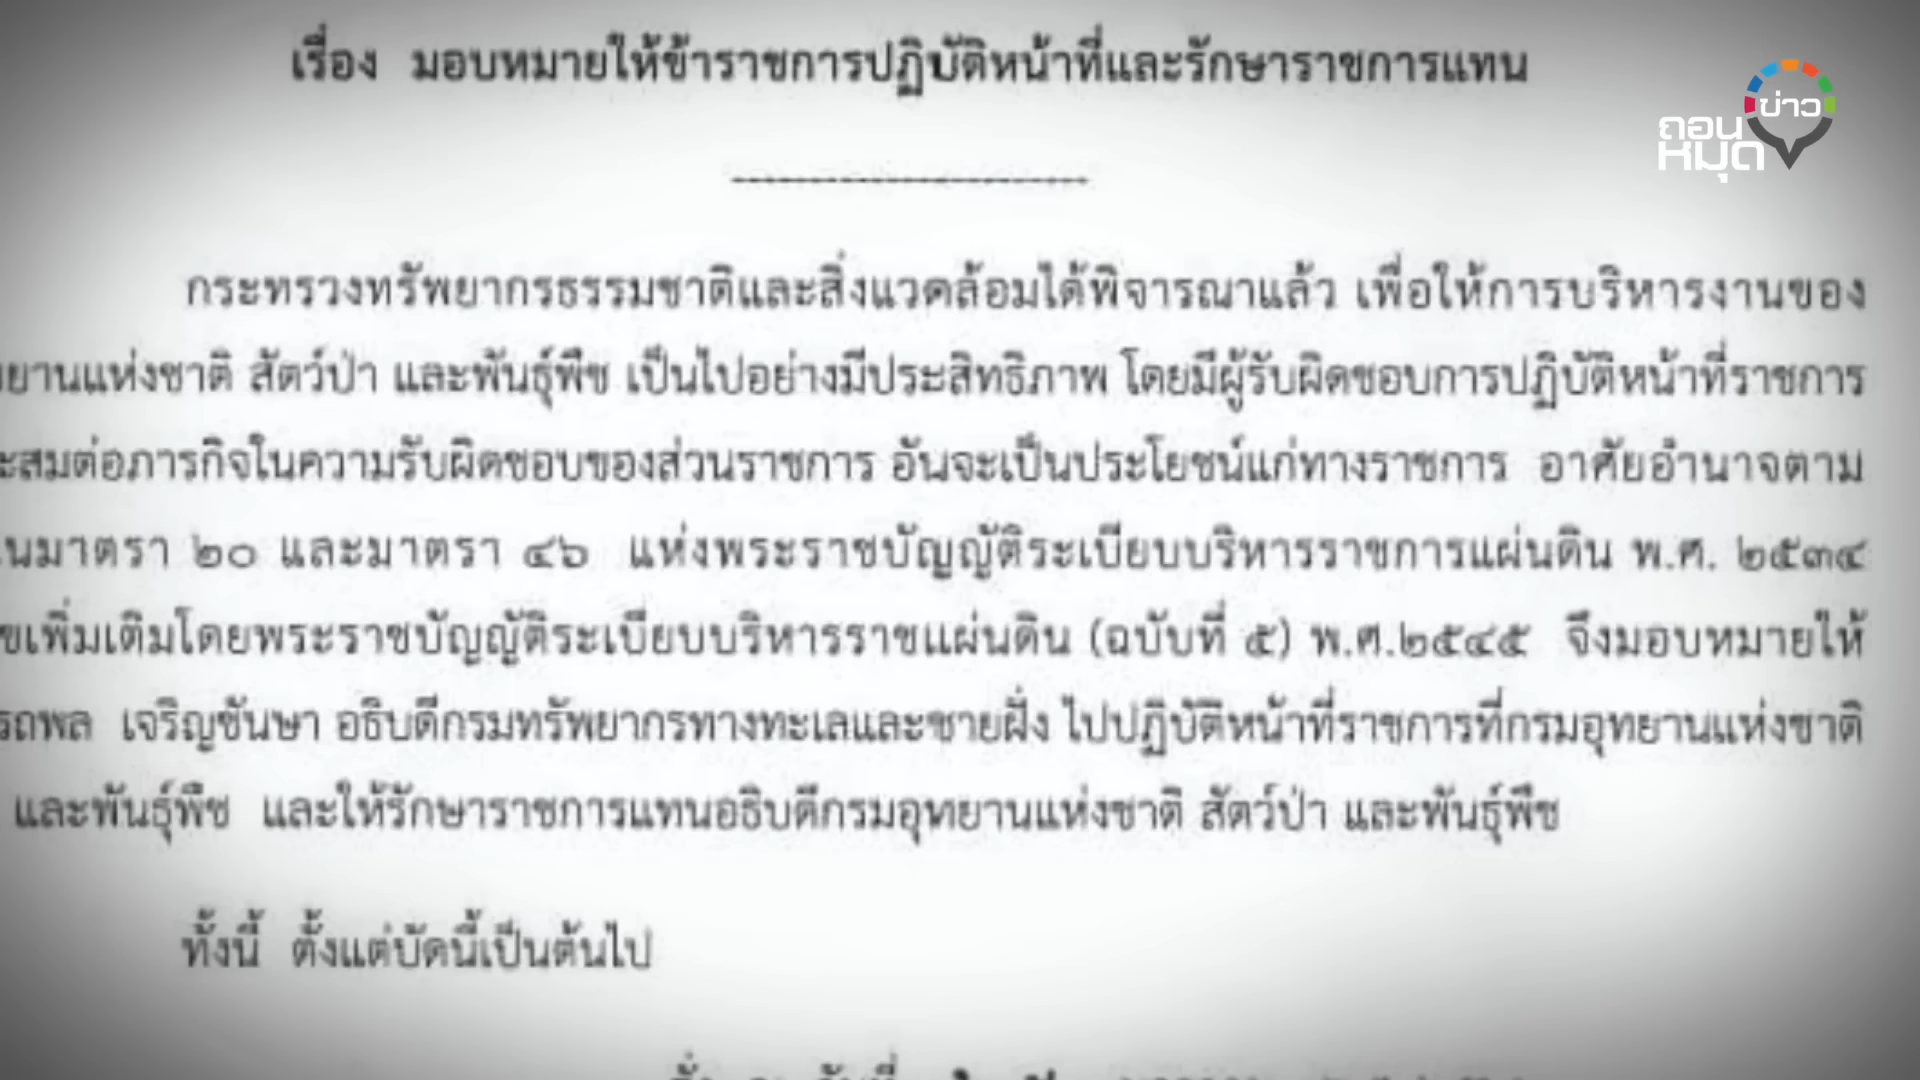 เรื่อง มอบหมายให้ข้าราชการปฏิบัติหน้าที่และรักษาราชการแทน
ข่าว
ถอน
หมุด
กระทรวงทรัพยากรธรรมชาติและสิ่งแวดล้อมได้พิจารณาแล้ว เพื่อให้การบริหารงานของ
ยานแห่งชาติ สัตว์ป่า และพันธุ์พืช เป็นไปอย่างมีประสิทธิภาพ โดยมีผู้รับผิดชอบการปฏิบัติหน้าที่ราชการ
ะสมต่อภารกิจในความรับผิดชอบของส่วนราชการ อันจะเป็นประโยชน์แก่ทางราชการ อาศัยอำนาจตาม
นมาตรา ๒๐ และมาตรา ๔๖ แห่งพระราชบัญญัติระเบียบบริหารราชการแผ่นดิน พ.ศ. ๒๕๓๔
ขเพิ่มเติมโดยพระราชบัญญัติระเบียบบริหารราชแผ่นดิน (ฉบับที่ ๕) พ.ศ.๒๕๔๕ จึงมอบหมายให้
รถพล เจริญชันษา อธิบดีกรมทรัพยากรทางทะเลและชายฝั่ง ไปปฏิบัติหน้าที่ราชการที่กรมอุทยานแห่งชาติ
และพันธุ์พืช และให้รักษาราชการแทนอธิบดีกรมอุทยานแห่งชาติ สัตว์ป่า และพันธุ์พืช
ทั้งนี้ ตั้งแต่บัดนี้เป็นต้นไป